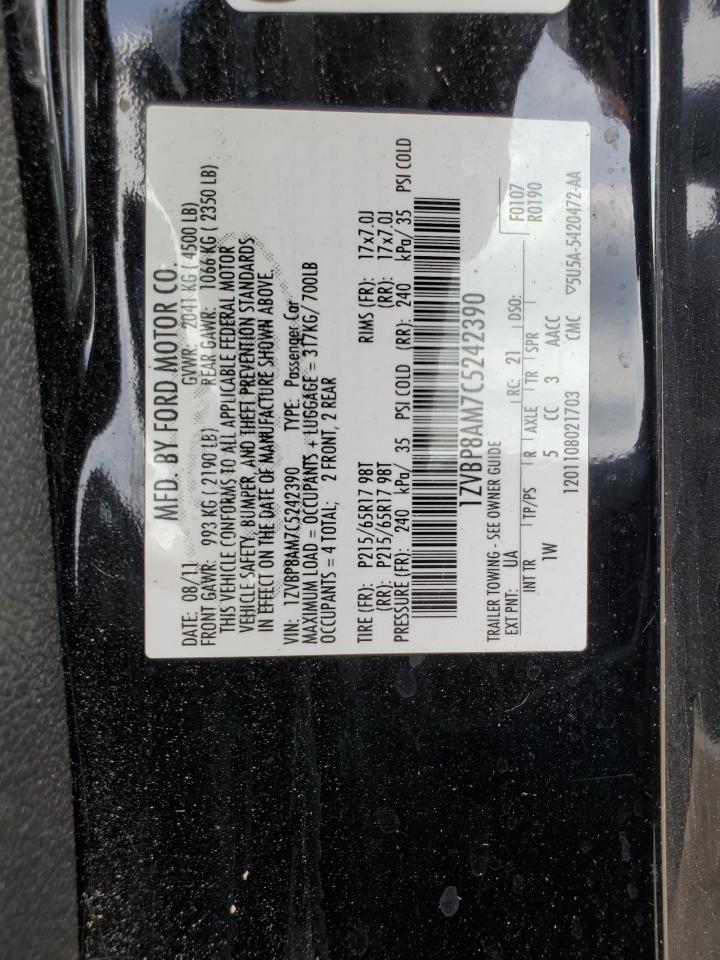 MFD. BY FORD MOTOR CO.
DATE: 08/11 GVWR: 2041 KG ( 4500 LB)
FRONT GAWR: 993 KG ( 2190 LB) REAR GAWR: 1066 KG ( 2350 LB)
THIS VEHICLE CONFORMS TO ALL APPLICABLE FEDERAL MOTOR
VEHICLE SAFETY, BUMPER, AND THEFT PREVENTION STANDARDS
IN EFFECT ON THE DATE OF MANUFACTURE SHOWN ABOVE.
VIN: 1ZVBP8AM7C5242390 TYPE: Passenger Car
MAXIMUM LOAD = OCCUPANTS + LUGGAGE = 317KG/ 700LB
OCCUPANTS = 4 TOTAL; 2 FRONT, 2 REAR
TIRE (FR): P215/65R17 98T RIMS (FR): 17x7.0J
(RR): P215/65R17 98T (RR): 17x7.0J
PRESSURE (FR): 240 kPa/ 35 PSI COLD (RR): 240 kPa/ 35 PSI COLD
1ZVBP8AM7C5242390
TRAILER TOWING - SEE OWNER GUIDE F0107
EXT PNT: UA RC: 21 DSO: R0190
INT TR TP/PS R AXLE TR SPR
1W 5 CC 3 AACC
12011108021703 CMC ▽5U5A-5420472-AA